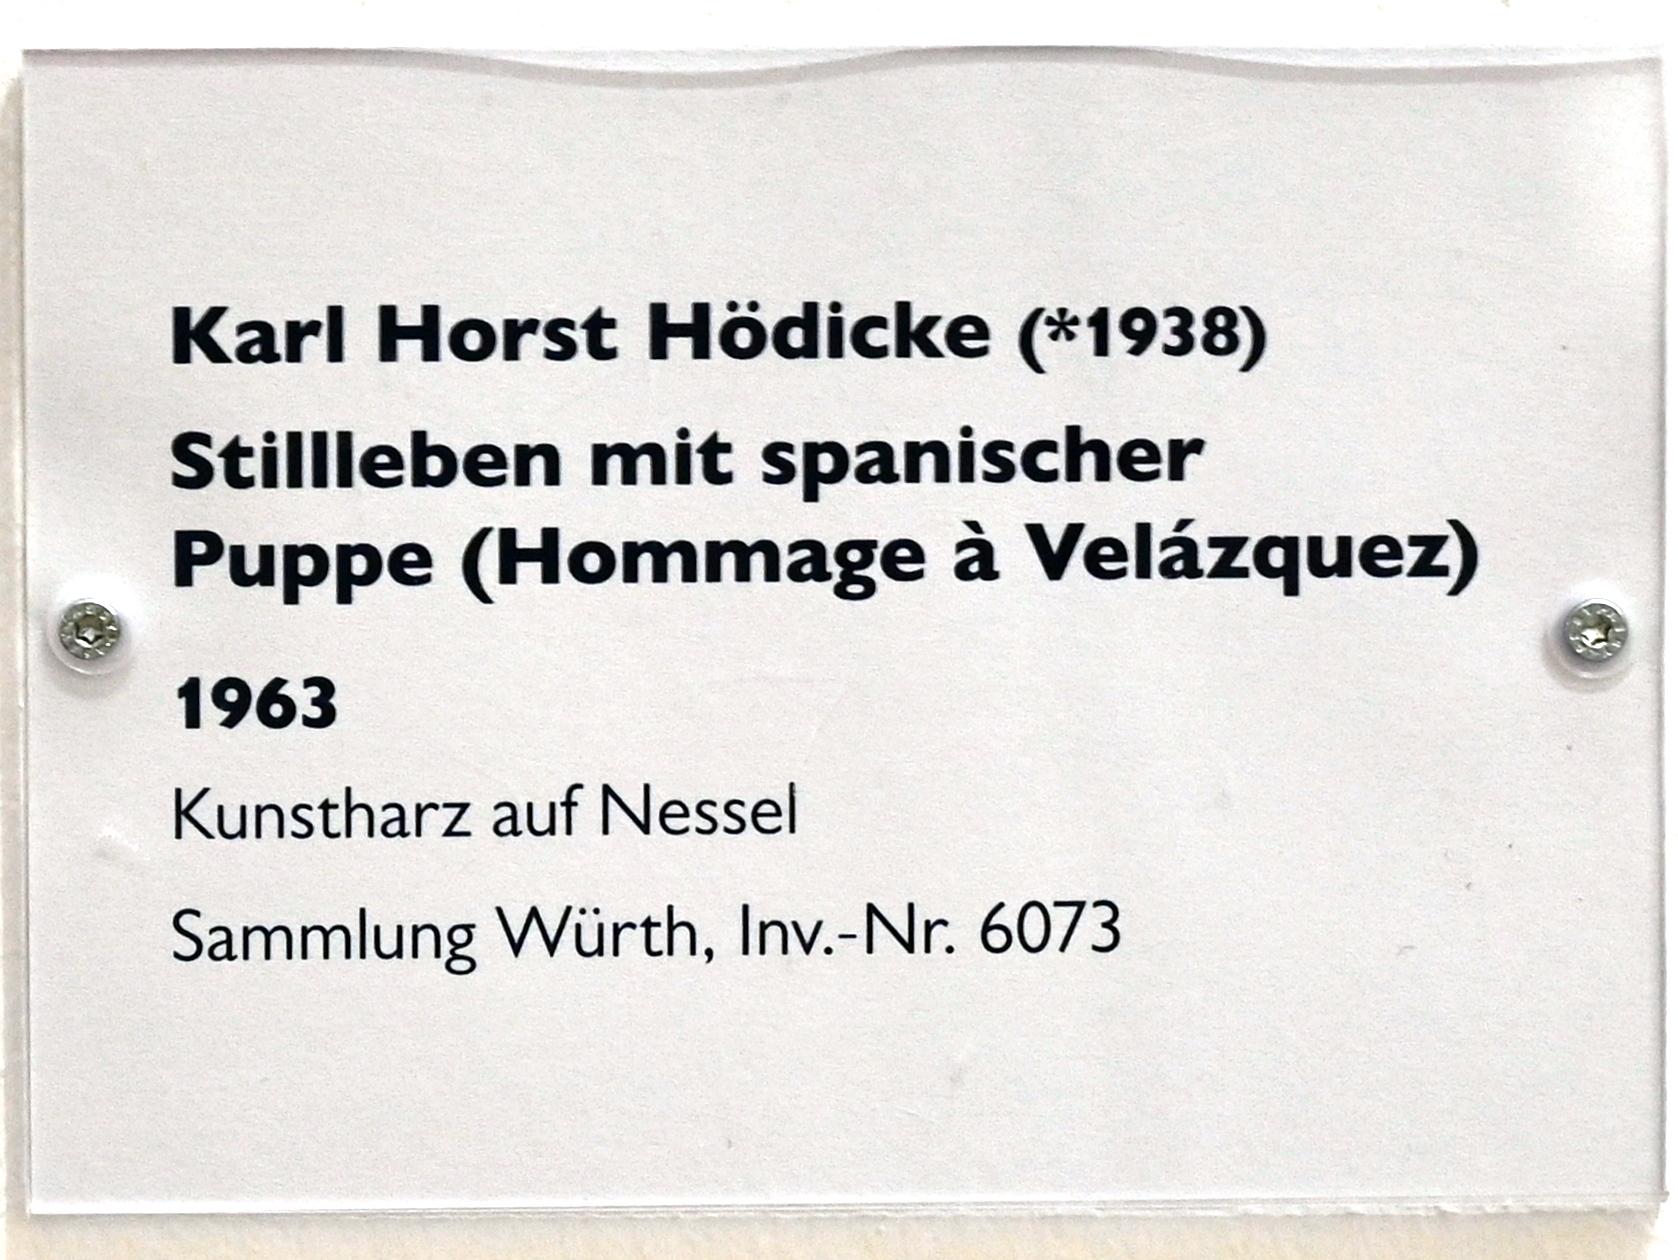 Karl Horst Hödicke (*1938)
Stillleben mit spanischer
Puppe (Hommage à Velázquez)
1963
Kunstharz auf Nessel
Sammlung Würth, Inv.-Nr. 6073